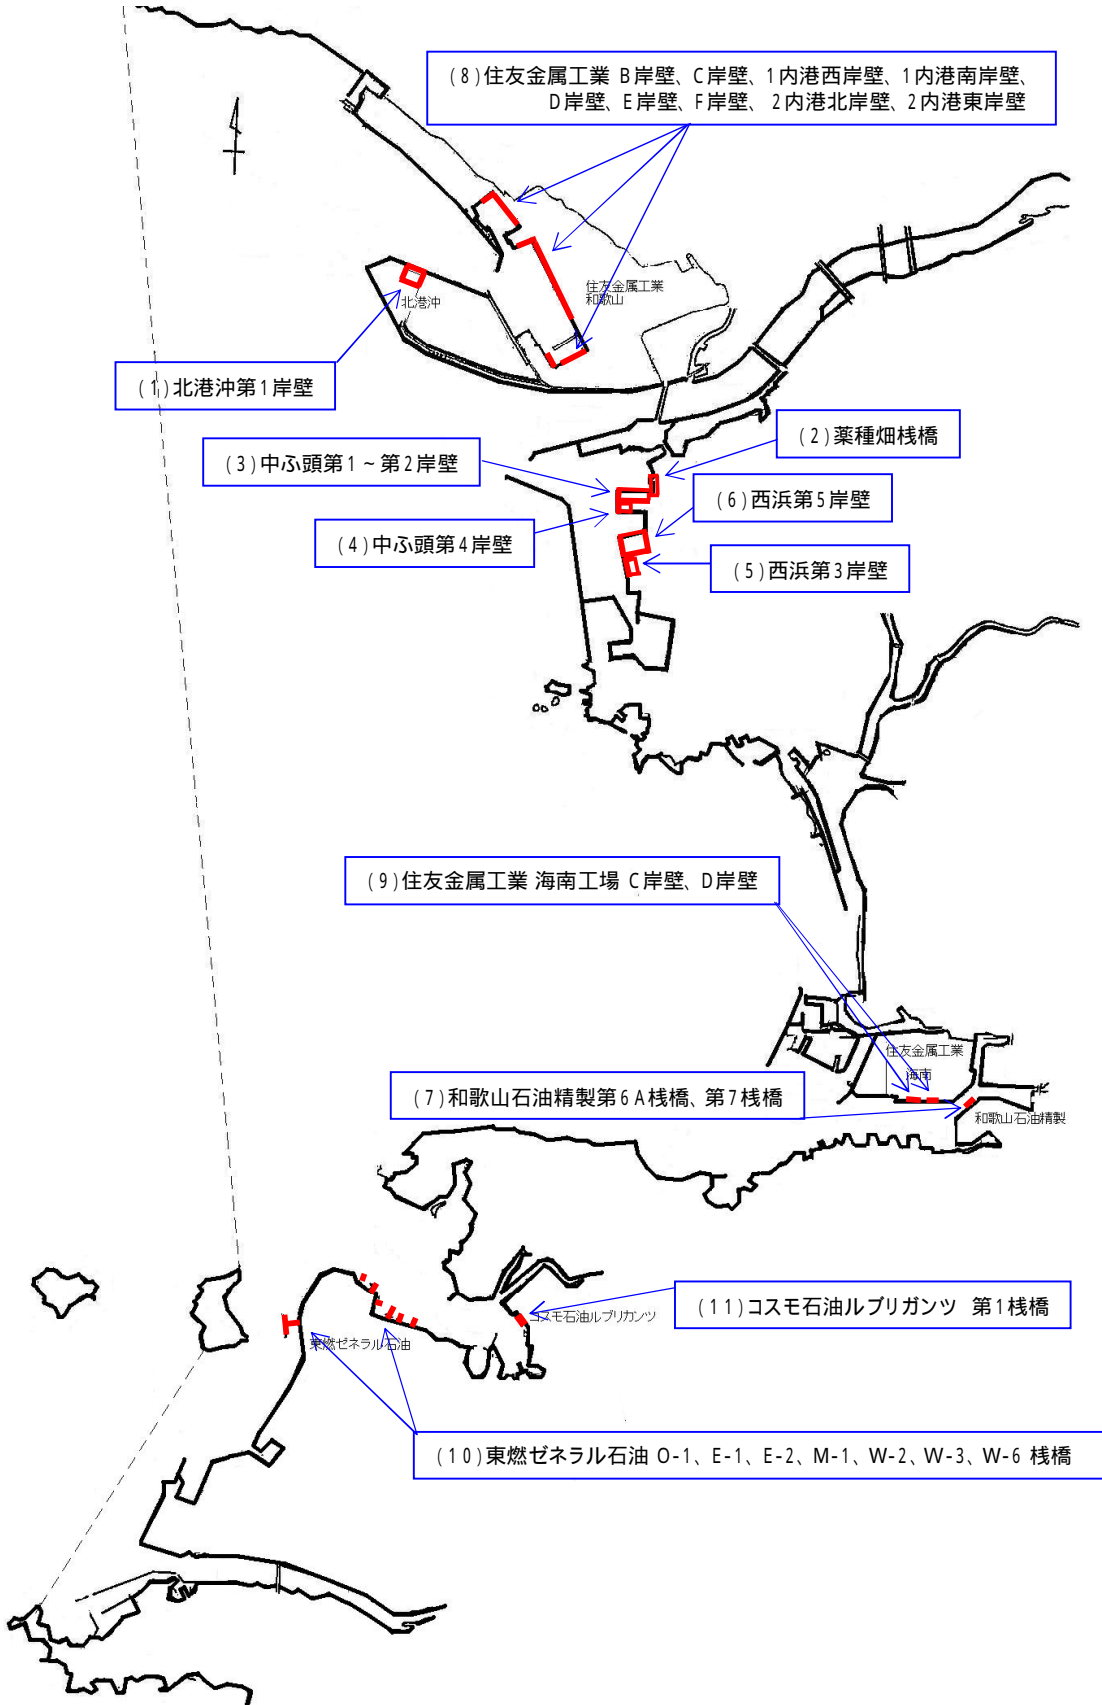 (8)住友金属工業 B岸壁、C岸壁、1内港西岸壁、1内港南岸壁、
D岸壁、E岸壁、F岸壁、2内港北岸壁、2内港東岸壁
住友金属工業
和歌山
北港沖
(1)北港沖第1岸壁
(2)薬種畑桟橋
(3)中ふ頭第1~第2岸壁
(6)西浜第5岸壁
(4)中ふ頭第4岸壁
(5)西浜第3岸壁
(9)住友金属工業 海南工場 C岸壁、D岸壁
住友金属工業
海南
(7)和歌山石油精製第6A桟橋、第7桟橋
和歌山石油精製
(11)コスモ石油ルブリガンツ 第1桟橋
コスモ石油ルブリガンツ
東燃ゼネラル石油
(10)東燃ゼネラル石油 O-1、E-1、E-2、M-1、W-2、W-3、W-6 桟橋